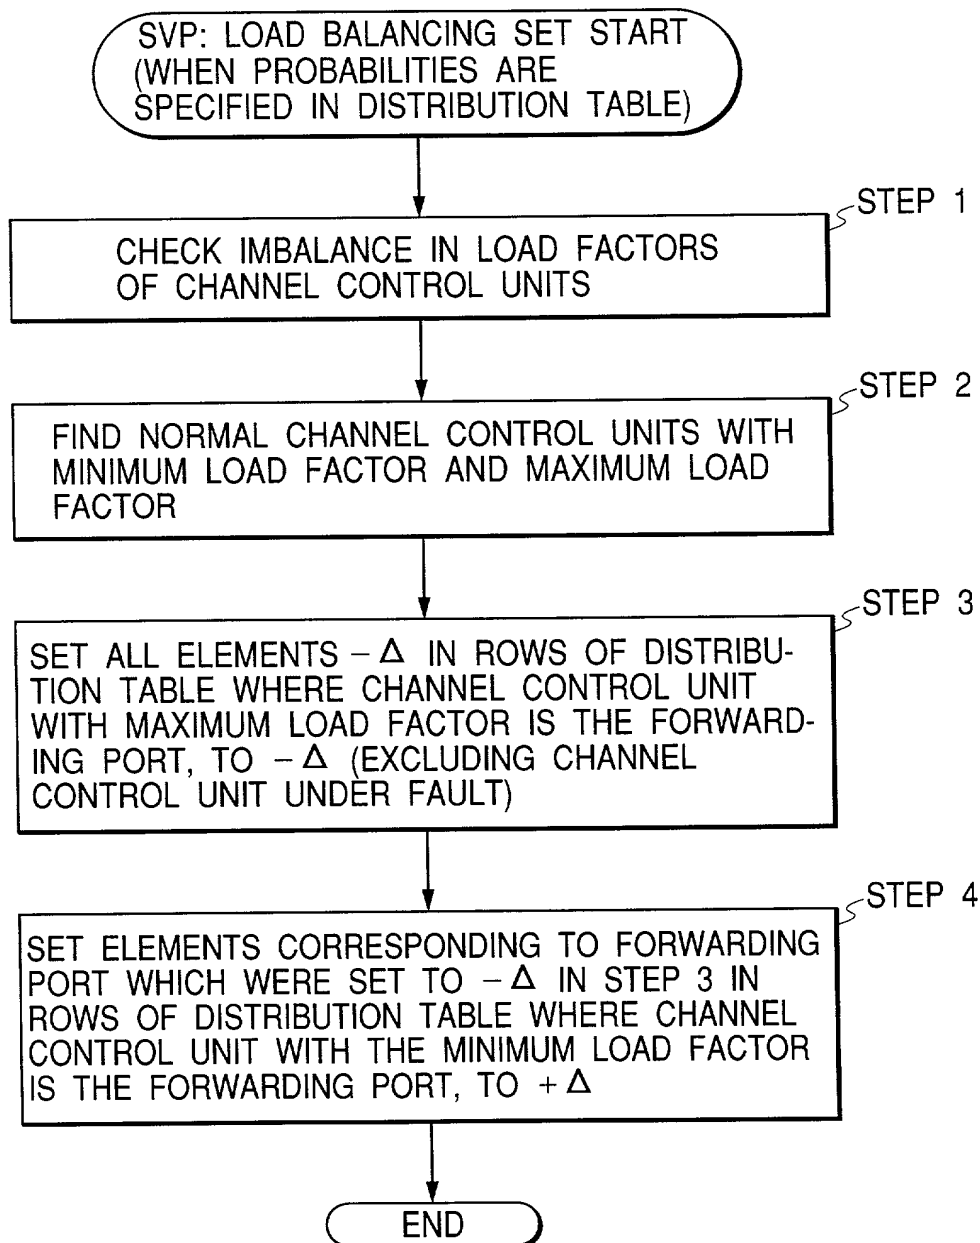 SVP: LOAD BALANCING SET START
(WHEN PROBABILITIES ARE
SPECIFIED IN DISTRIBUTION TABLE)
STEP 1
CHECK IMBALANCE IN LOAD FACTORS
OF CHANNEL CONTROL UNITS
STEP 2
FIND NORMAL CHANNEL CONTROL UNITS WITH
MINIMUM LOAD FACTOR AND MAXIMUM LOAD
FACTOR
STEP 3
SET ALL ELEMENTS −Δ IN ROWS OF DISTRIBU-
TION TABLE WHERE CHANNEL CONTROL UNIT
WITH MAXIMUM LOAD FACTOR IS THE FORWARD-
ING PORT, TO −Δ (EXCLUDING CHANNEL
CONTROL UNIT UNDER FAULT)
STEP 4
SET ELEMENTS CORRESPONDING TO FORWARDING
PORT WHICH WERE SET TO −Δ IN STEP 3 IN
ROWS OF DISTRIBUTION TABLE WHERE CHANNEL
CONTROL UNIT WITH THE MINIMUM LOAD FACTOR
IS THE FORWARDING PORT, TO +Δ
END